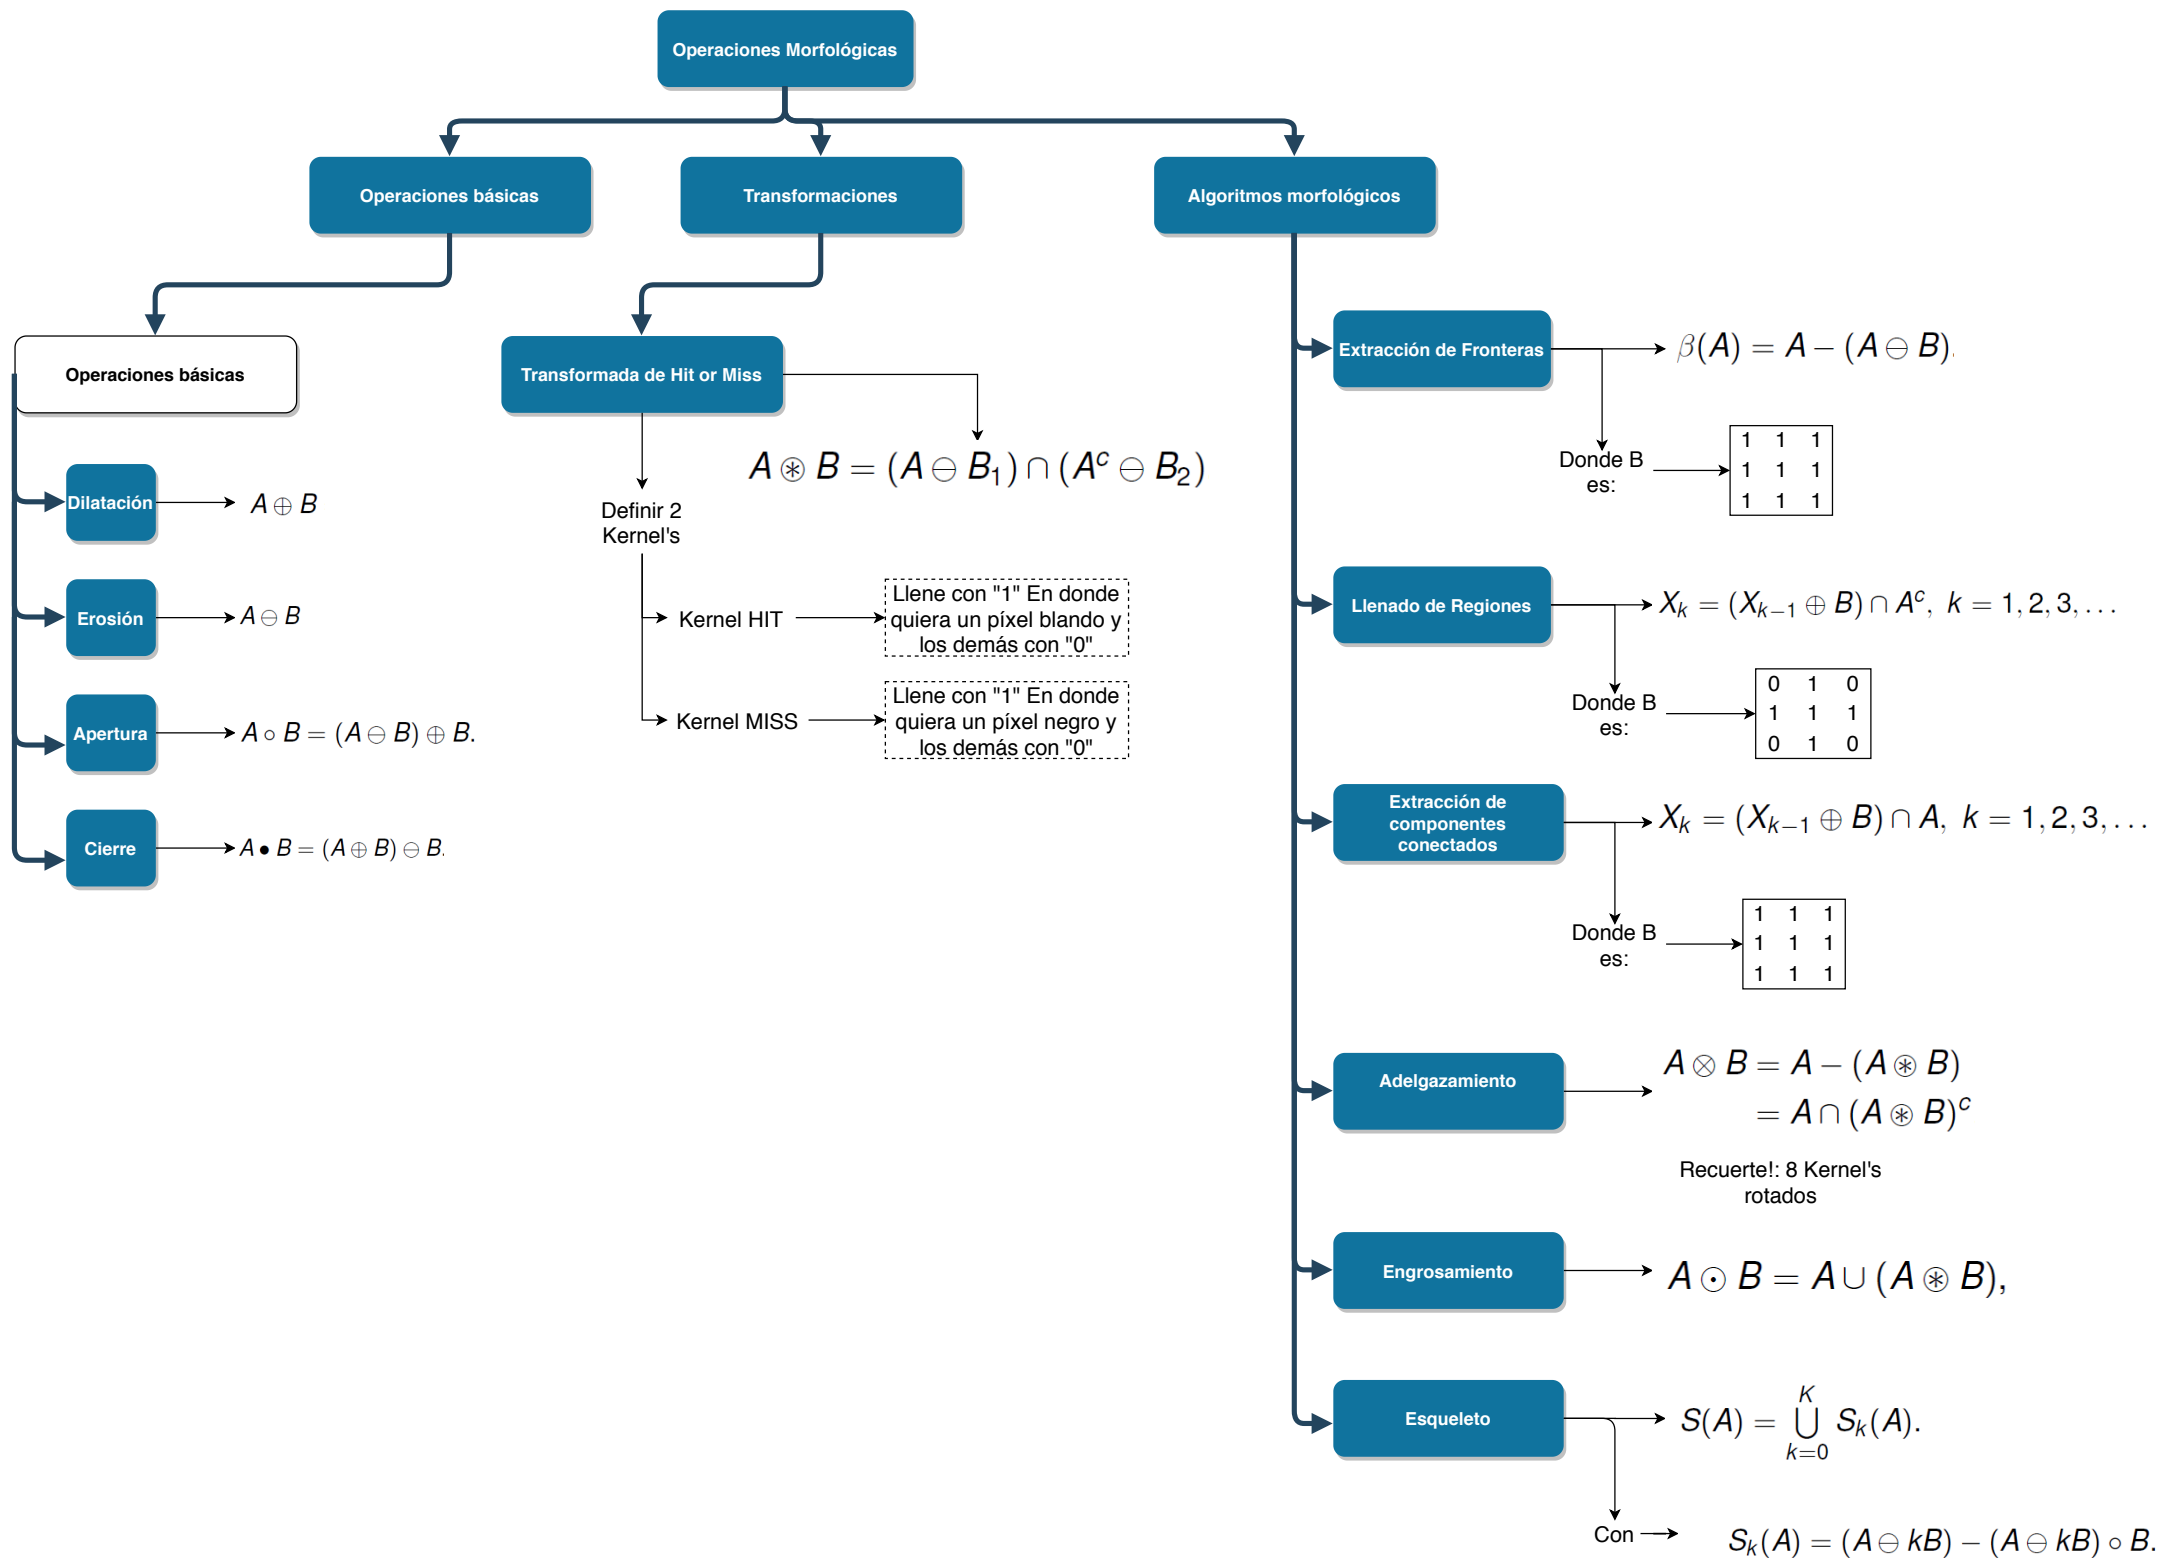 Operaciones Morfológicas
Operaciones básicas
Transformaciones
Algoritmos morfológicos
Operaciones básicas
Dilatación
A ⊕ B
Erosión
A ⊖ B
Apertura
A ∘ B = (A ⊖ B) ⊕ B.
Cierre
A • B = (A ⊕ B) ⊖ B.
Transformada de Hit or Miss
A ⊛ B = (A ⊖ B₁) ∩ (Aᶜ ⊖ B₂)
Definir 2
Kernel's
Kernel HIT
Llene con "1" En donde
quiera un píxel blando y
los demás con "0"
Kernel MISS
Llene con "1" En donde
quiera un píxel negro y
los demás con "0"
Extracción de Fronteras
β(A) = A − (A ⊖ B).
Donde B
es:
1 1 1
1 1 1
1 1 1
Llenado de Regiones
Xₖ = (Xₖ₋₁ ⊕ B) ∩ Aᶜ, k = 1, 2, 3, . . .
Donde B
es:
0 1 0
1 1 1
0 1 0
Extracción de
componentes
conectados
Xₖ = (Xₖ₋₁ ⊕ B) ∩ A, k = 1, 2, 3, . . .
Donde B
es:
1 1 1
1 1 1
1 1 1
Adelgazamiento
A ⊗ B = A − (A ⊛ B)
= A ∩ (A ⊛ B)ᶜ
Recuerte!: 8 Kernel's
rotados
Engrosamiento
A ⊙ B = A ∪ (A ⊛ B),
Esqueleto
K
S(A) = ⋃ Sₖ(A).
k=0
Con
Sₖ(A) = (A ⊖ kB) − (A ⊖ kB) ∘ B.